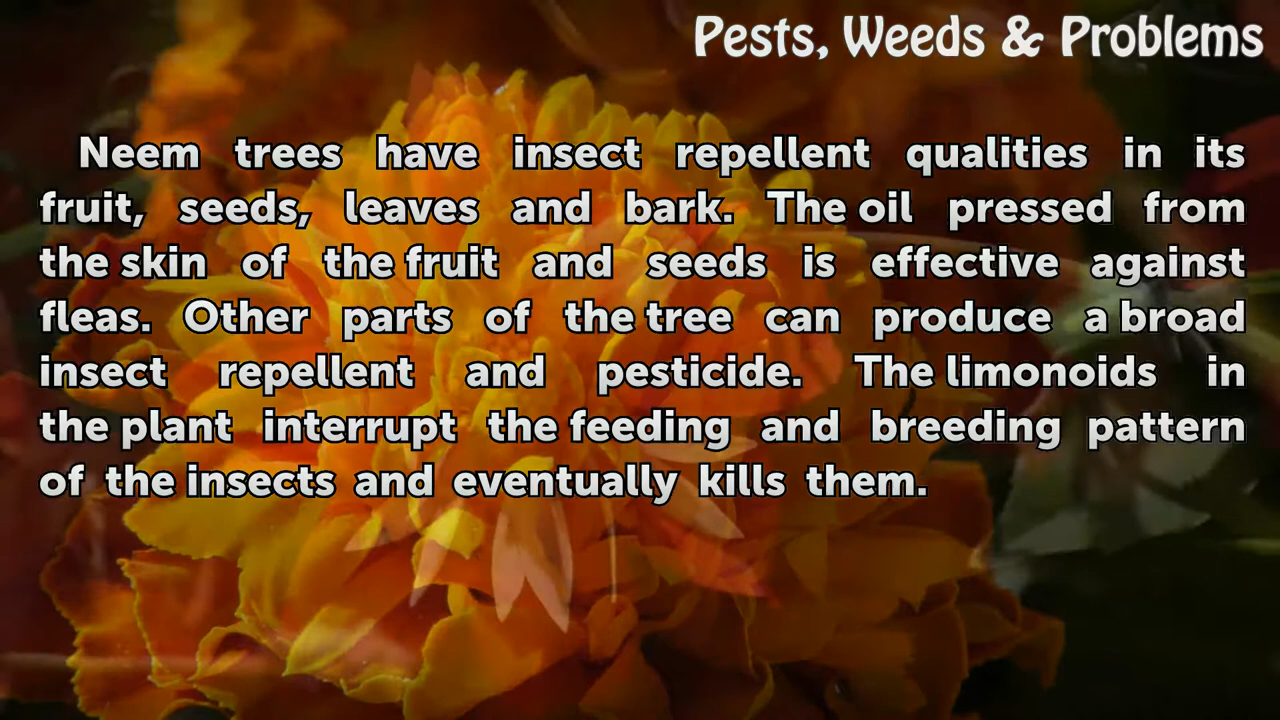 Pests, Weeds & Problems
Neem trees have insect repellent qualities in its
fruit, seeds, leaves and bark. The oil pressed from
the skin of the fruit and seeds is effective against
fleas. Other parts of the tree can produce a broad
insect repellent and pesticide. The limonoids in
the plant interrupt the feeding and breeding pattern
of the insects and eventually kills them.